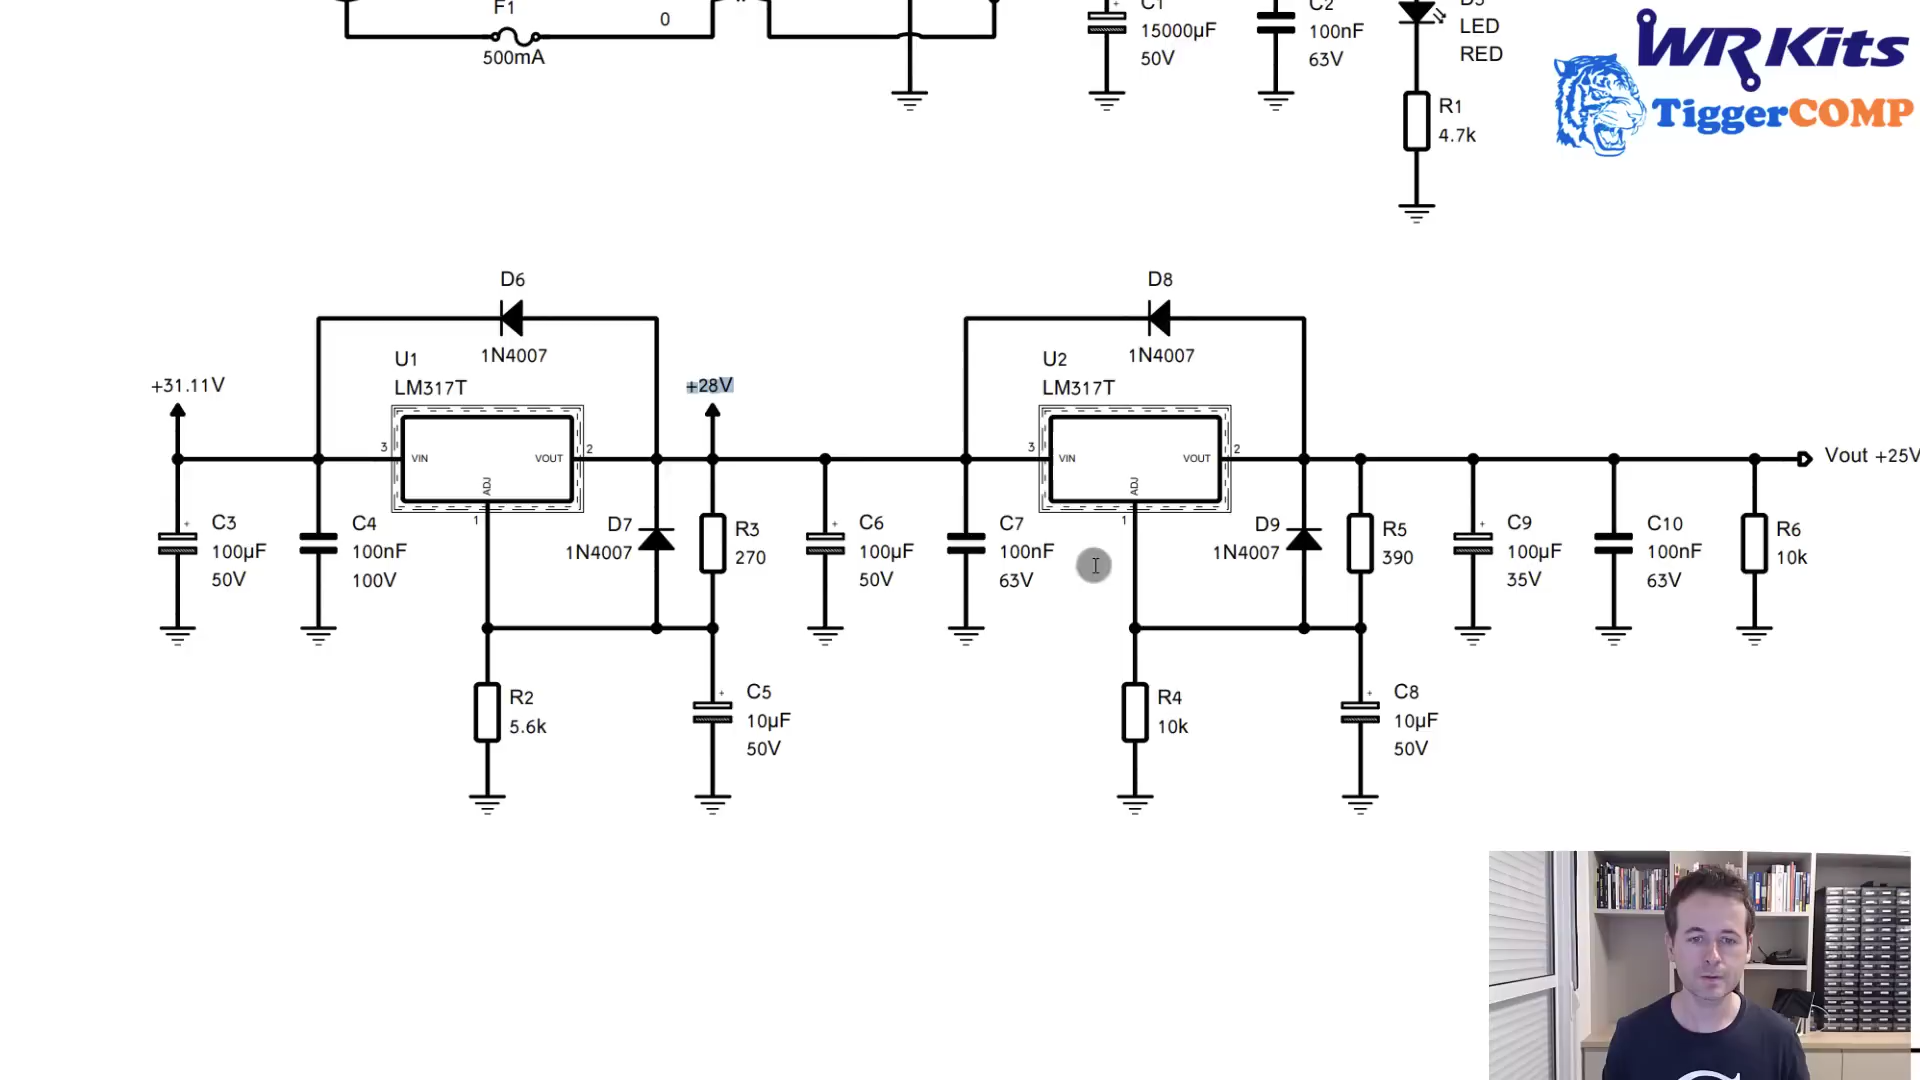 F1
0
500mA
C1
+
15000µF
50V
C2
100nF
63V
LED
RED
R1
4.7k
WR Kits
TiggerCOMP
D6
1N4007
D8
1N4007
U1
LM317T
U2
LM317T
+31.11V
+28V
3
VIN
VOUT
2
ADJ
1
3
VIN
VOUT
2
ADJ
1
Vout +25V
+
C3
100µF
50V
C4
100nF
100V
D7
1N4007
R3
270
+
C6
100µF
50V
C7
100nF
63V
D9
1N4007
R5
390
+
C9
100µF
35V
C10
100nF
63V
R6
10k
R2
5.6k
+
C5
10µF
50V
R4
10k
+
C8
10µF
50V